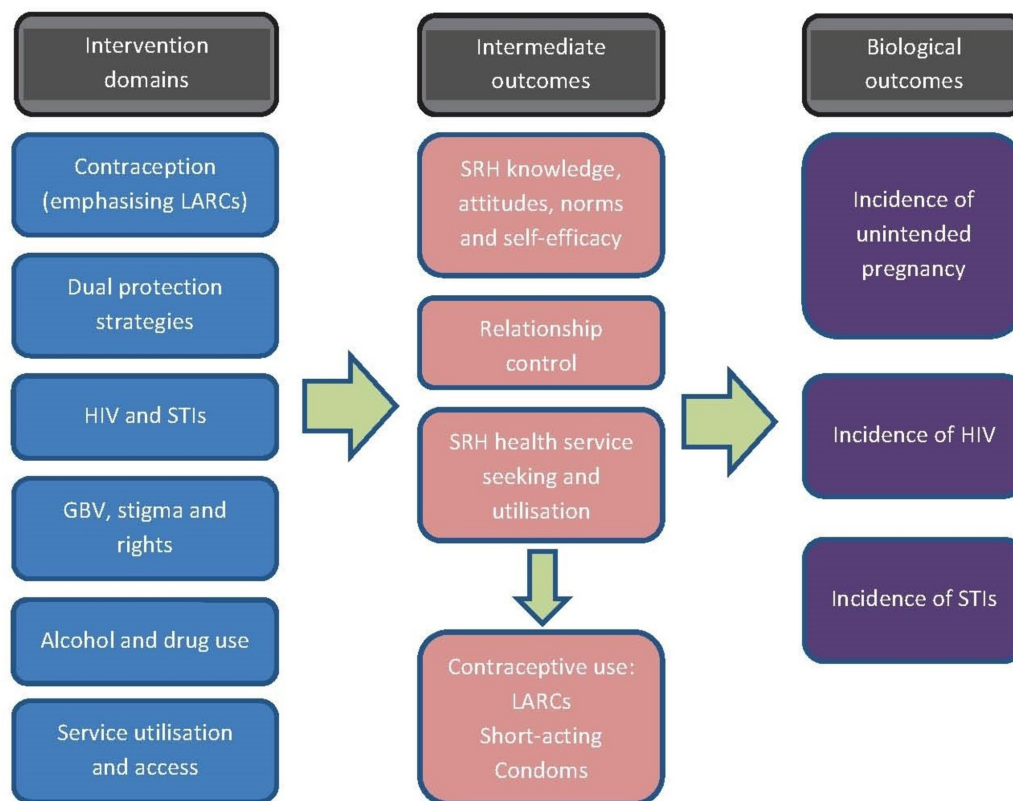 Intervention
domains
Contraception
(emphasising LARCs)
Dual protection
strategies
HIV and STIs
GBV, stigma and
rights
Alcohol and drug use
Service utilisation
and access
Intermediate
outcomes
SRH knowledge,
attitudes, norms
and self-efficacy
Relationship
control
SRH health service
seeking and
utilisation
Contraceptive use:
LARCs
Short-acting
Condoms
Biological
outcomes
Incidence of
unintended
pregnancy
Incidence of HIV
Incidence of STIs